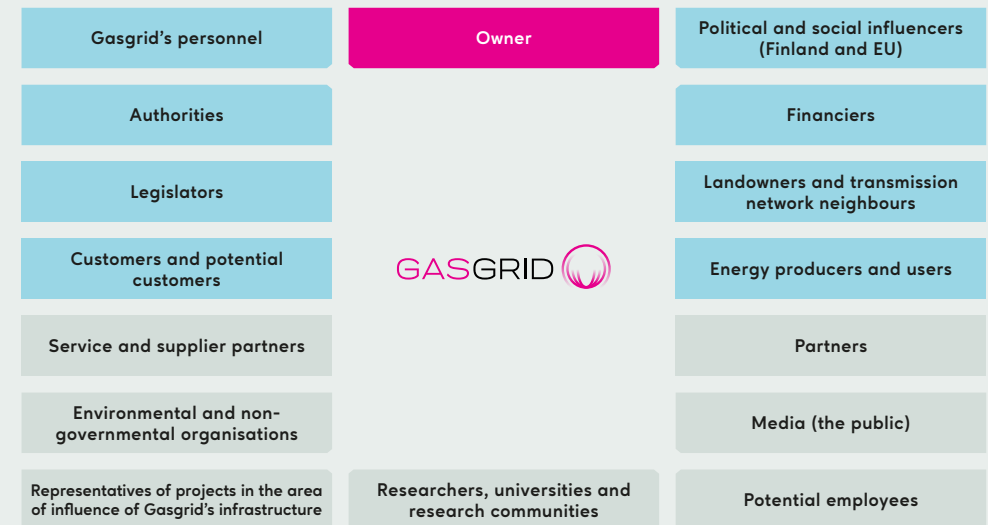 Gasgrid's personnel
Owner
Political and social influencers
(Finland and EU)
Authorities
Financiers
Legislators
Landowners and transmission
network neighbours
Customers and potential
customers
GASGRID
Energy producers and users
Service and supplier partners
Partners
Environmental and non-
governmental organisations
Media (the public)
Representatives of projects in the area
of influence of Gasgrid's infrastructure
Researchers, universities and
research communities
Potential employees